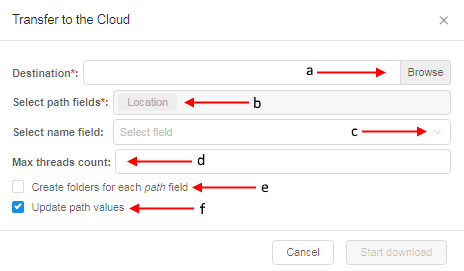 Transfer to the Cloud ×
Destination*: a Browse
Select path fields*: Location b
Select name field: Select field c
Max threads count: d
Create folders for each path field e
Update path values f
Cancel Start download